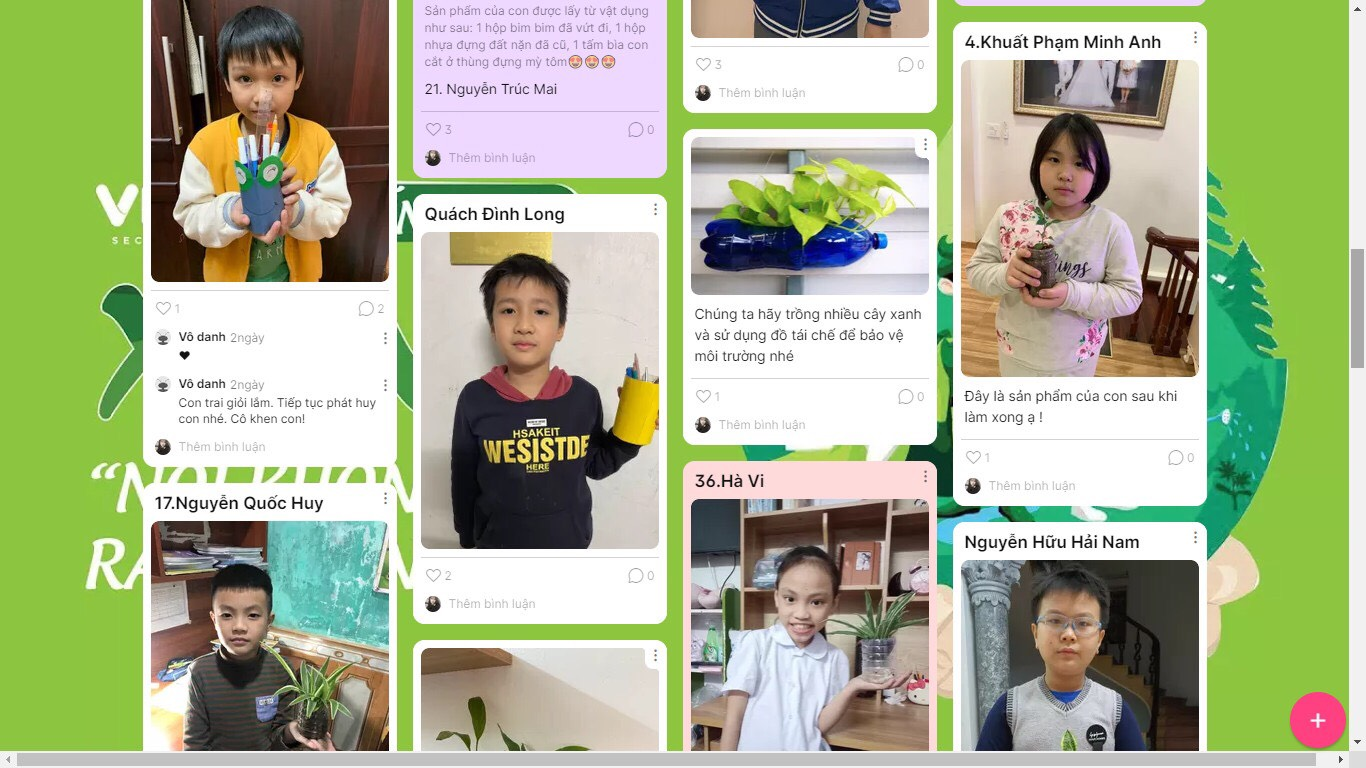 AKI
1
2
Vô danh 2ngày
Vô danh 2ngày
Con trai giỏi lắm. Tiếp tục phát huy
con nhé. Cô khen con!
Thêm bình luận
17.Nguyễn Quốc Huy
Sản phẩm của con được lấy từ vật dụng
như sau: 1 hộp bim bim đã vứt đi, 1 hộp
nhựa đựng đất nặn đã cũ, 1 tấm bìa con
cắt ở thùng đựng mỳ tôm
21. Nguyễn Trúc Mai
3
0
Thêm bình luận
Quách Đình Long
HSAKEIT
WESISTDE
HERE
2
0
Thêm bình luận
3
0
Thêm bình luận
Chúng ta hãy trồng nhiều cây xanh
và sử dụng đồ tái chế để bảo vệ
môi trường nhé
1
0
Thêm bình luận
36.Hà Vi
4.Khuất Phạm Minh Anh
Đây là sản phẩm của con sau khi
làm xong ạ !
1
0
Thêm bình luận
Nguyễn Hữu Hải Nam
SEC
+